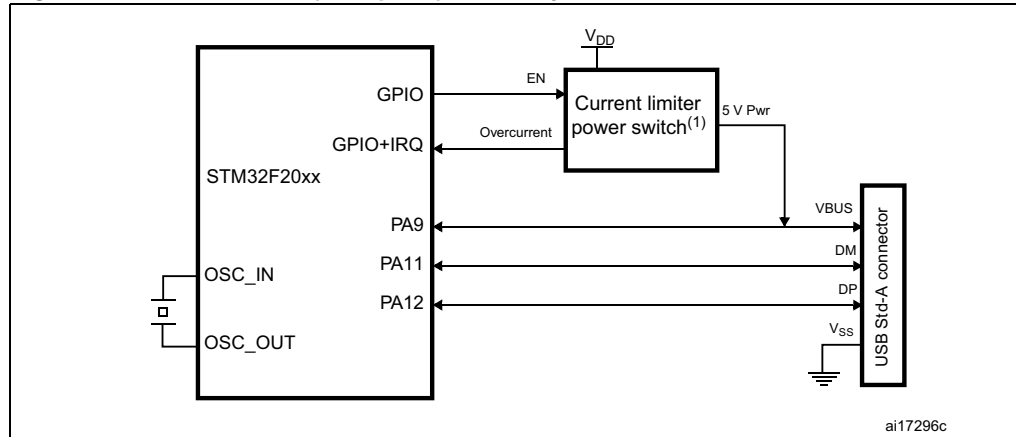 V_DD
EN
GPIO
Current limiter
power switch(1)
5 V Pwr
Overcurrent
GPIO+IRQ
STM32F20xx
VBUS
PA9
DM
PA11
OSC_IN
DP
PA12
V_SS
OSC_OUT
USB Std-A connector
ai17296c